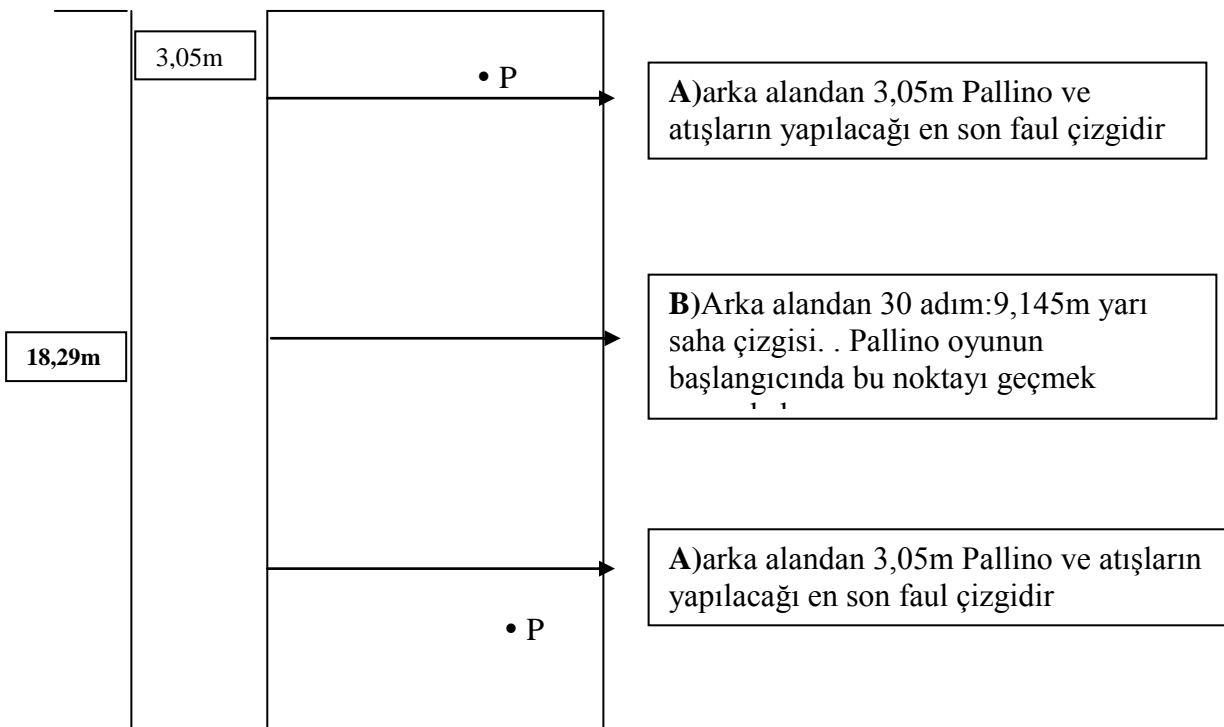 3,05m
• P
A)arka alandan 3,05m Pallino ve
atışların yapılacağı en son faul çizgidir
B)Arka alandan 30 adım:9,145m yarı
saha çizgisi. . Pallino oyunun
başlangıcında bu noktayı geçmek
18,29m
A)arka alandan 3,05m Pallino ve atışların
yapılacağı en son faul çizgidir
• P